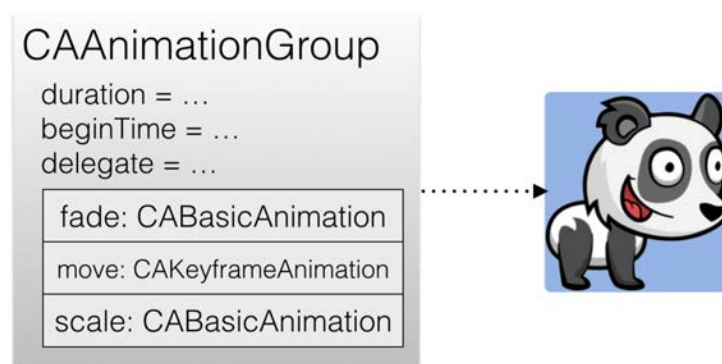 CAAnimationGroup
duration = …
beginTime = …
delegate = …
fade: CABasicAnimation
move: CAKeyframeAnimation
scale: CABasicAnimation